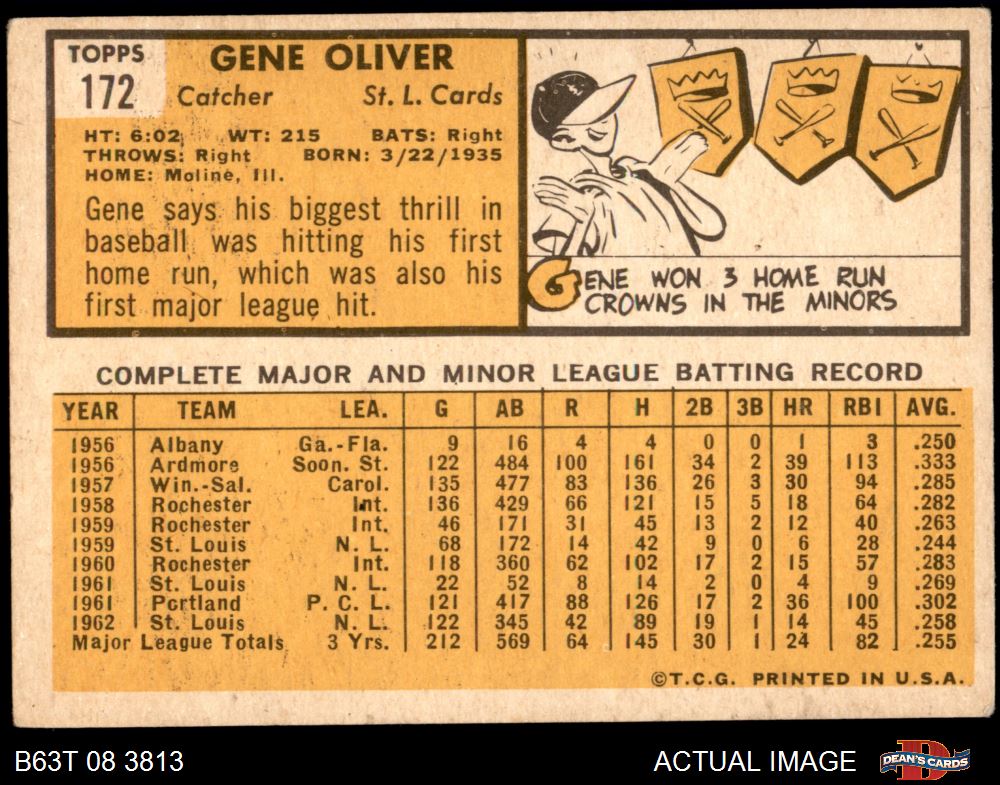 TOPPS
172
GENE OLIVER
Catcher St. L. Cards
HT: 6:02 WT: 215 BATS: Right
THROWS: Right BORN: 3/22/1935
HOME: Moline, Ill.
Gene says his biggest thrill in
baseball was hitting his first
home run, which was also his
first major league hit.
GENE WON 3 HOME RUN
CROWNS IN THE MINORS
COMPLETE MAJOR AND MINOR LEAGUE BATTING RECORD
YEAR TEAM LEA. G AB R H 2B 3B HR RBI AVG.
1956 Albany Ga.-Fla. 9 16 4 4 0 0 1 3 .250
1956 Ardmore Soon. St. 122 484 100 161 34 2 39 113 .333
1957 Win.-Sal. Carol. 135 477 83 136 26 3 30 94 .285
1958 Rochester Int. 136 429 66 121 15 5 18 64 .282
1959 Rochester Int. 46 171 31 45 13 2 12 40 .263
1959 St. Louis N. L. 68 172 14 42 9 0 6 28 .244
1960 Rochester Int. 118 360 62 102 17 2 15 57 .283
1961 St. Louis N. L. 22 52 8 14 2 0 4 9 .269
1961 Portland P. C. L. 121 417 88 126 17 2 36 100 .302
1962 St. Louis N. L. 122 345 42 89 19 1 14 45 .258
Major League Totals 3 Yrs. 212 569 64 145 30 1 24 82 .255
©T.C.G. PRINTED IN U.S.A.
B63T 08 3813 ACTUAL IMAGE DEAN'S CARDS